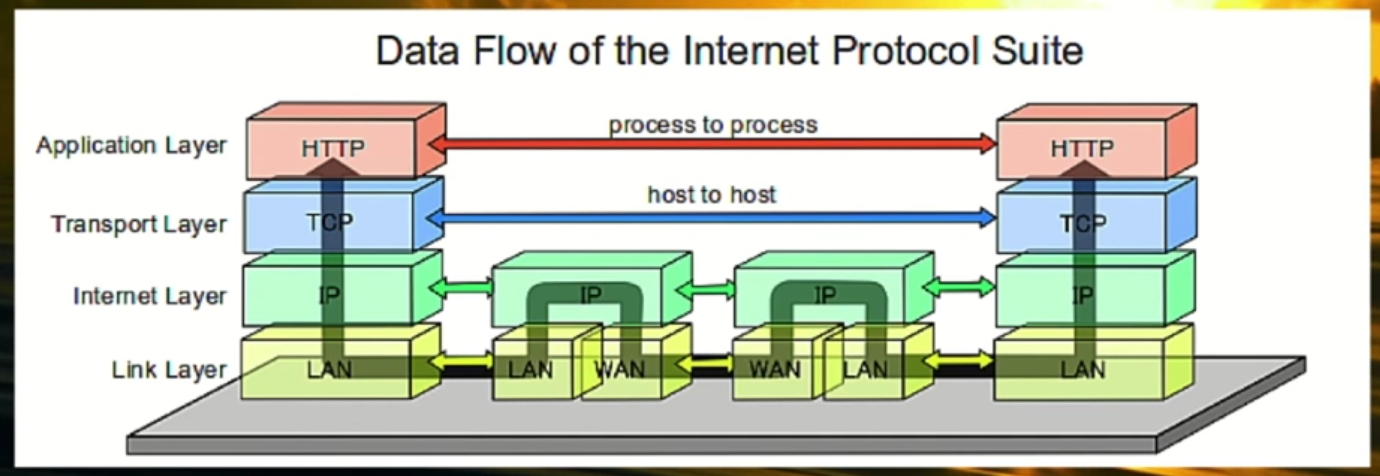 Data Flow of the Internet Protocol Suite
Application Layer HTTP process to process HTTP
Transport Layer TCP host to host TCP
Internet Layer IP IP IP IP
Link Layer LAN LAN WAN WAN LAN LAN